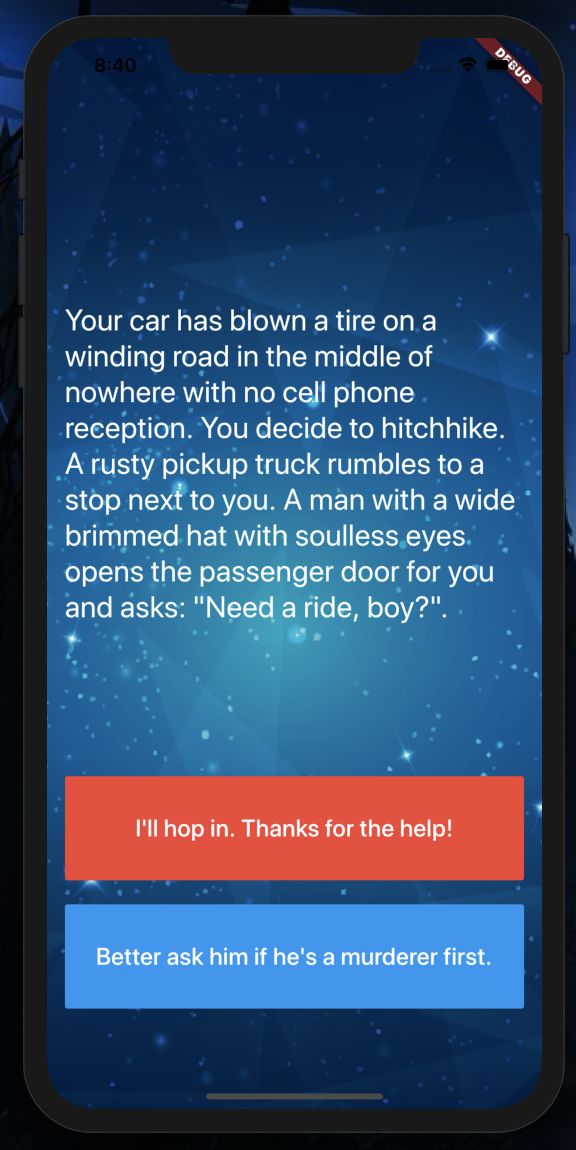 8:40
DEBUG
Your car has blown a tire on a
winding road in the middle of
nowhere with no cell phone
reception. You decide to hitchhike.
A rusty pickup truck rumbles to a
stop next to you. A man with a wide
brimmed hat with soulless eyes
opens the passenger door for you
and asks: "Need a ride, boy?".
I'll hop in. Thanks for the help!
Better ask him if he's a murderer first.